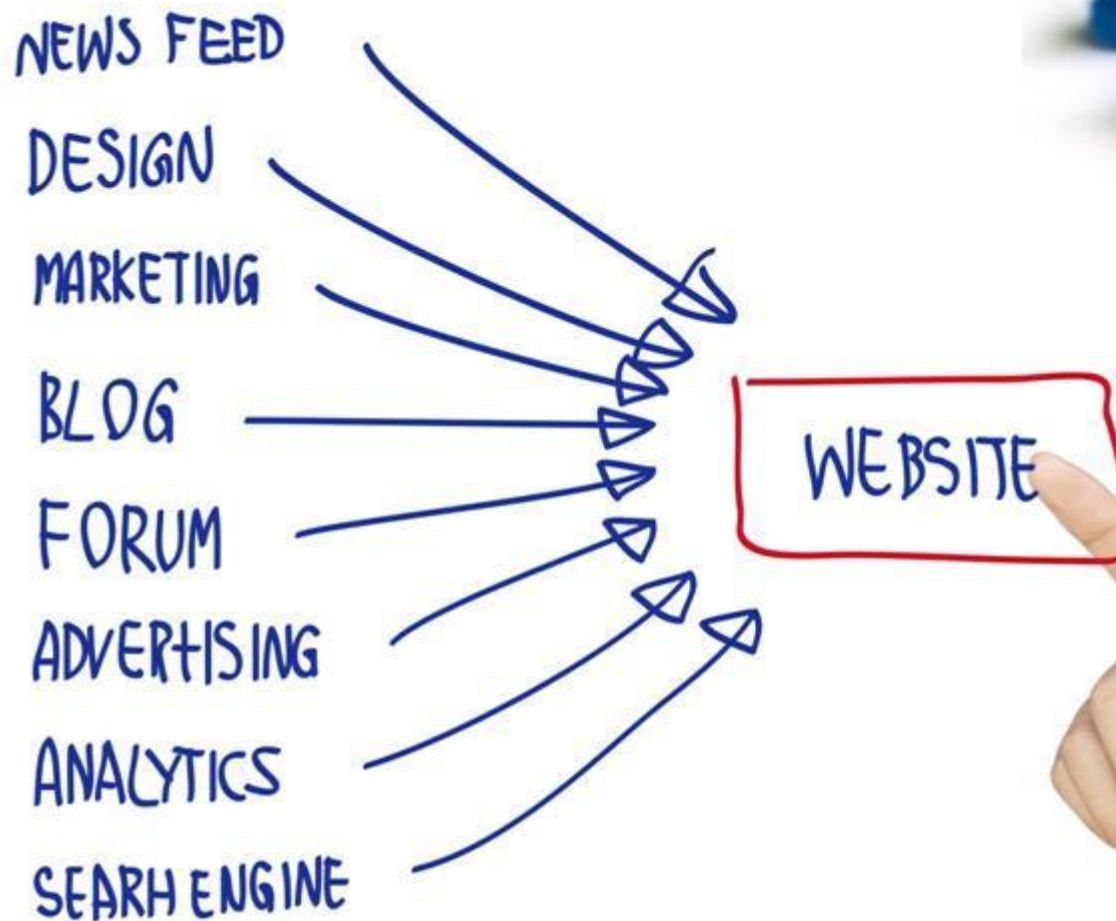 NEWS FEED
DESIGN
MARKETING
BLOG
FORUM
ADVERTISING
ANALYTICS
SEARH ENGINE
WEBSITE